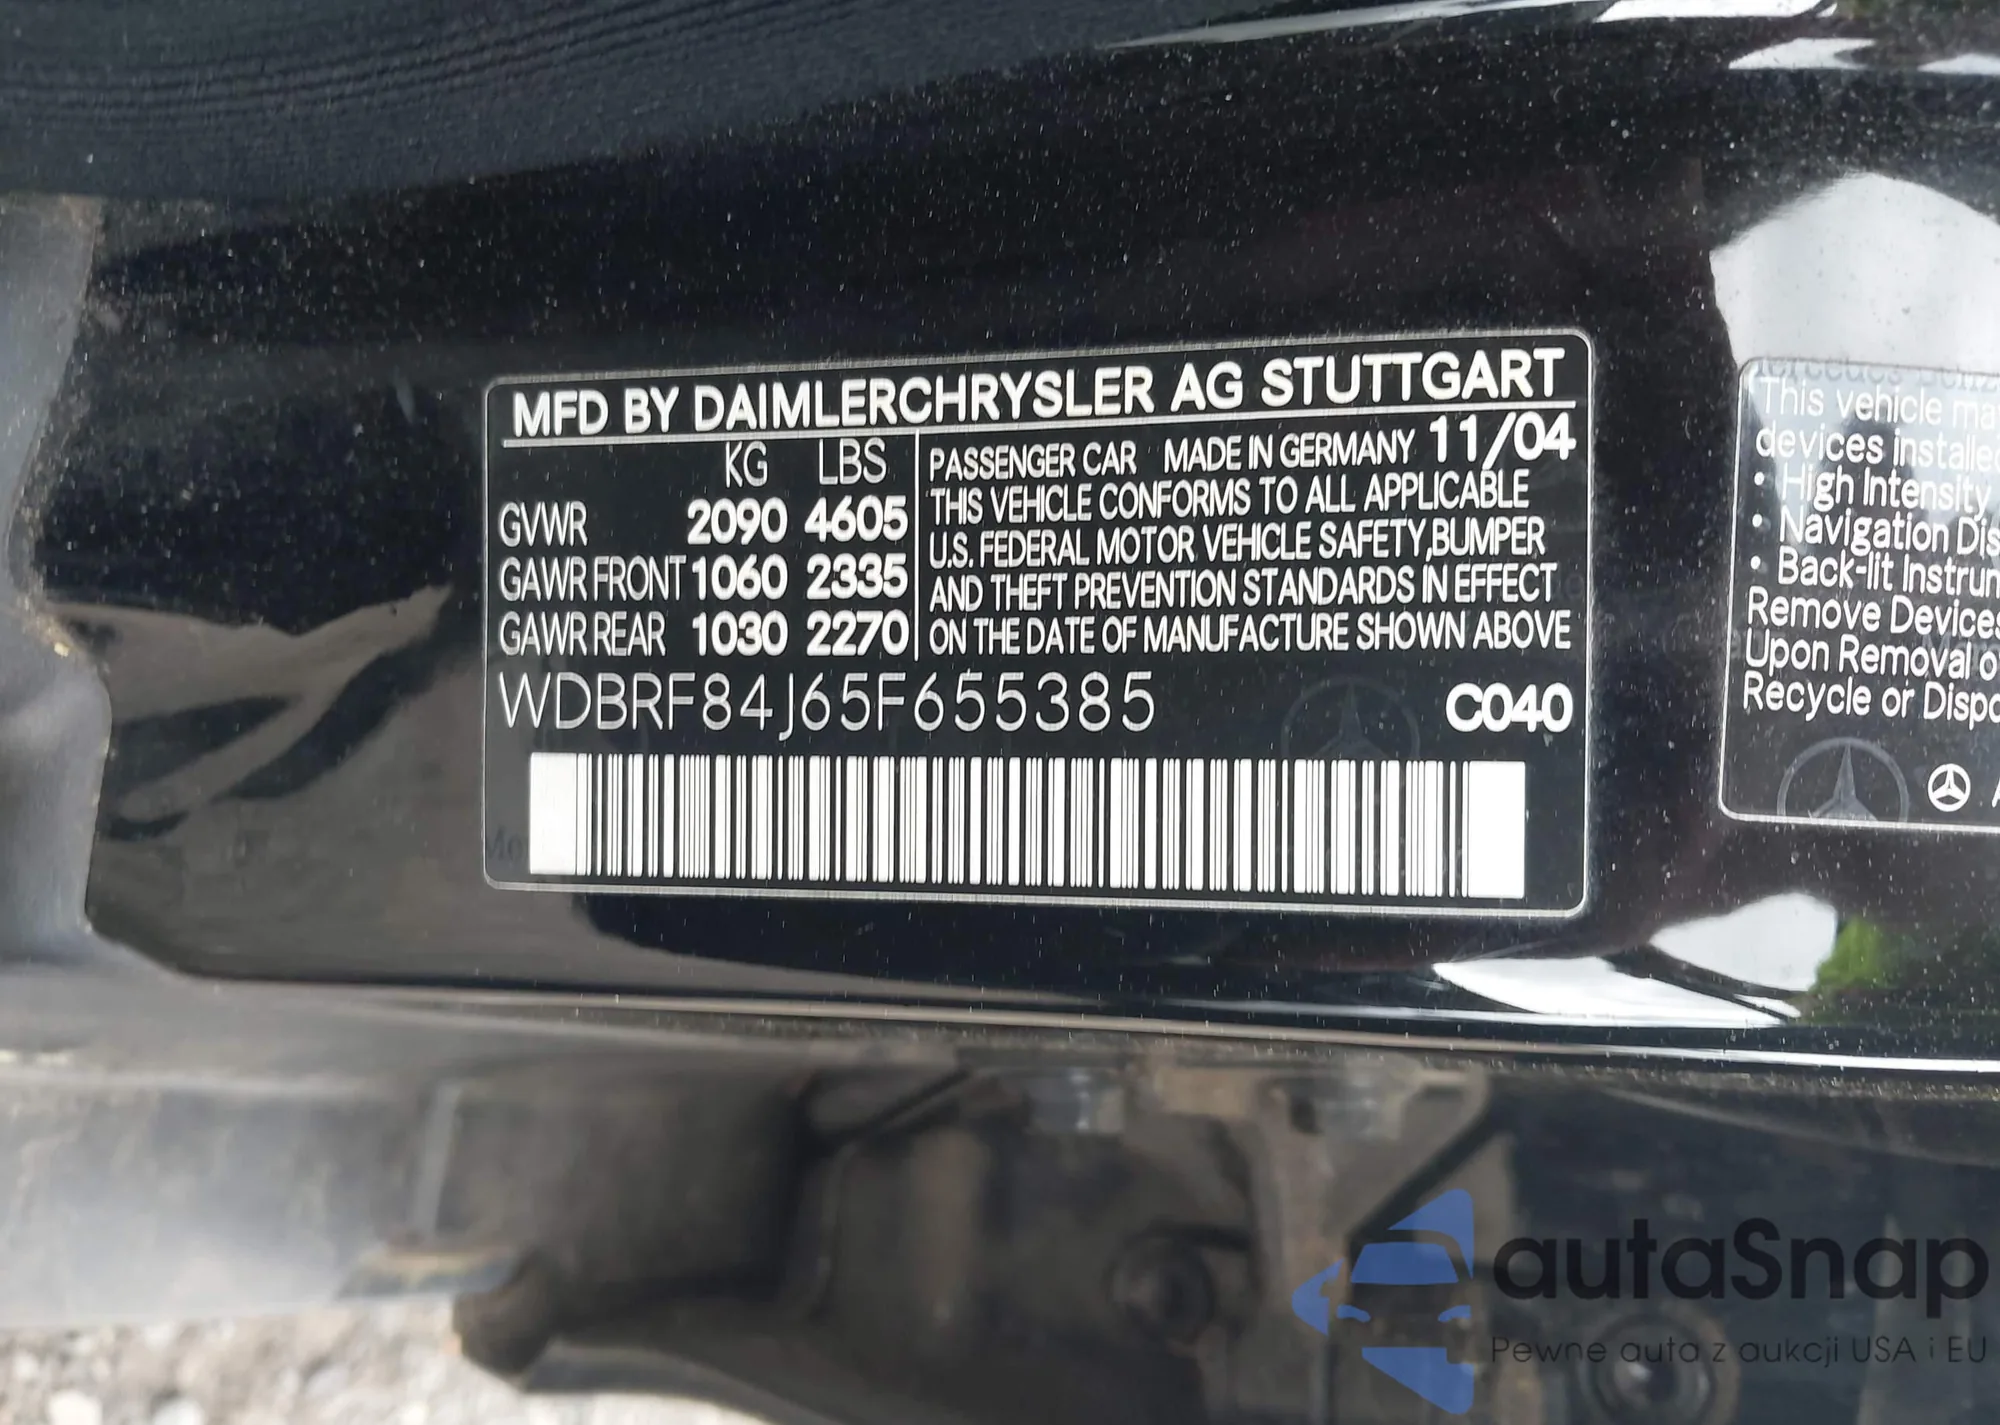 MFD BY DAIMLERCHRYSLER AG STUTTGART
KG LBS
GVWR 2090 4605
GAWR FRONT 1060 2335
GAWR REAR 1030 2270
PASSENGER CAR MADE IN GERMANY 11/04
THIS VEHICLE CONFORMS TO ALL APPLICABLE
U.S. FEDERAL MOTOR VEHICLE SAFETY,BUMPER
AND THEFT PREVENTION STANDARDS IN EFFECT
ON THE DATE OF MANUFACTURE SHOWN ABOVE
WDBRF84J65F655385
C040
This vehicle
devices
• High Intensity
• Navigation
• Back-lit
Remove Devices
Upon Removal
Recycle or
autaSnap
Pewne auta z aukcji USA i EU